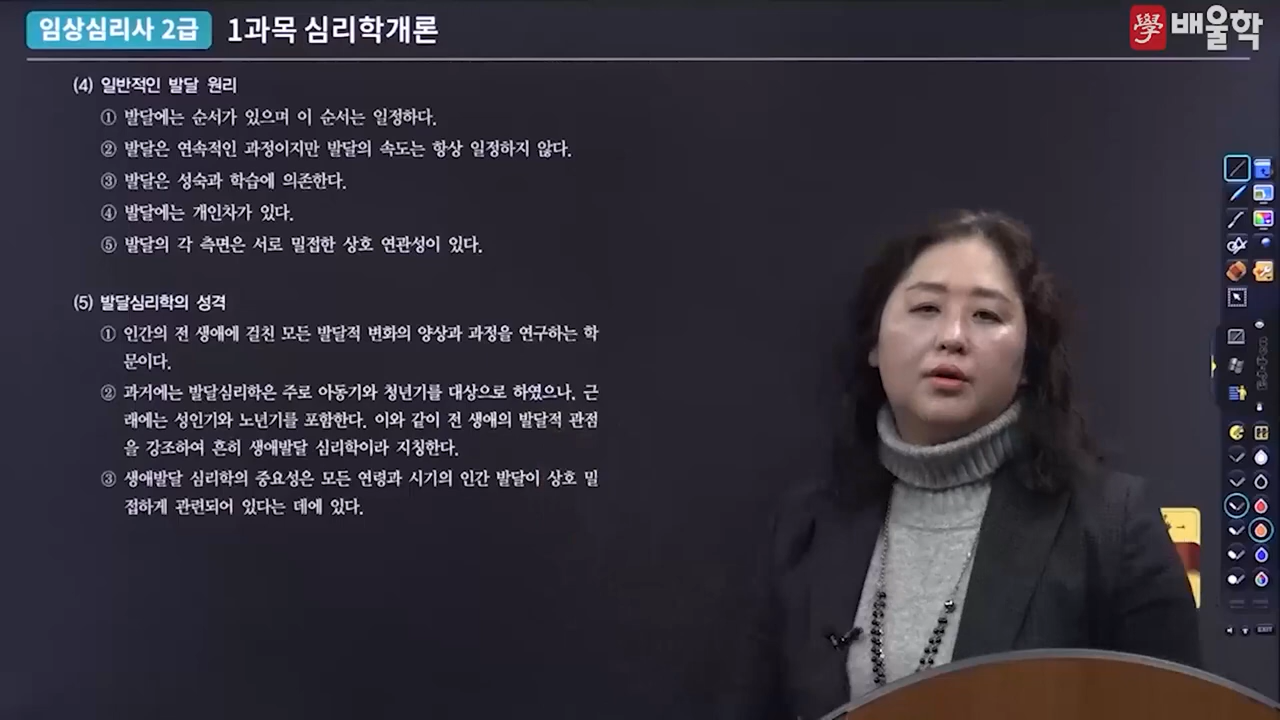 임상심리사 2급 1과목 심리학개론
學 배울학
(4) 일반적인 발달 원리
① 발달에는 순서가 있으며 이 순서는 일정하다.
② 발달은 연속적인 과정이지만 발달의 속도는 항상 일정하지 않다.
③ 발달은 성숙과 학습에 의존한다.
④ 발달에는 개인차가 있다.
⑤ 발달의 각 측면은 서로 밀접한 상호 연관성이 있다.
(5) 발달심리학의 성격
① 인간의 전 생애에 걸친 모든 발달적 변화의 양상과 과정을 연구하는 학
문이다.
② 과거에는 발달심리학은 주로 아동기와 청년기를 대상으로 하였으나, 근
래에는 성인기와 노년기를 포함한다. 이와 같이 전 생애의 발달적 관점
을 강조하여 흔히 생애발달 심리학이라 지칭한다.
③ 생애발달 심리학의 중요성은 모든 연령과 시기의 인간 발달이 상호 밀
접하게 관련되어 있다는 데에 있다.
EXIT